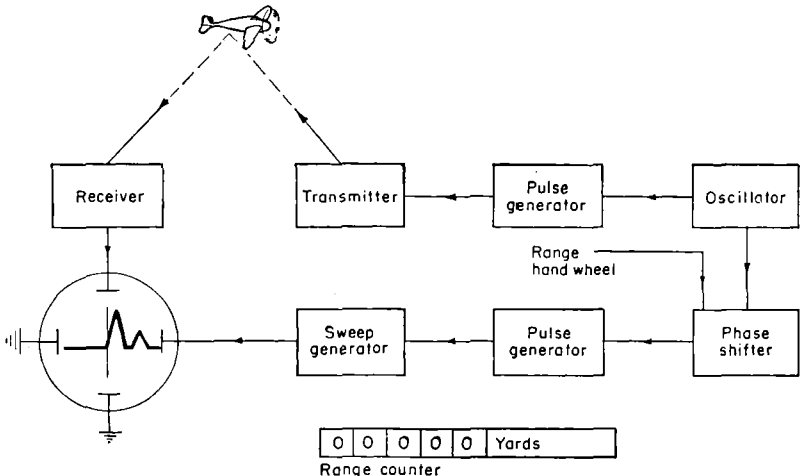 Receiver
Transmitter
Pulse
generator
Oscillator
Range
hand wheel
Sweep
generator
Pulse
generator
Phase
shifter
0 0 0 0 0 Yards
Range counter